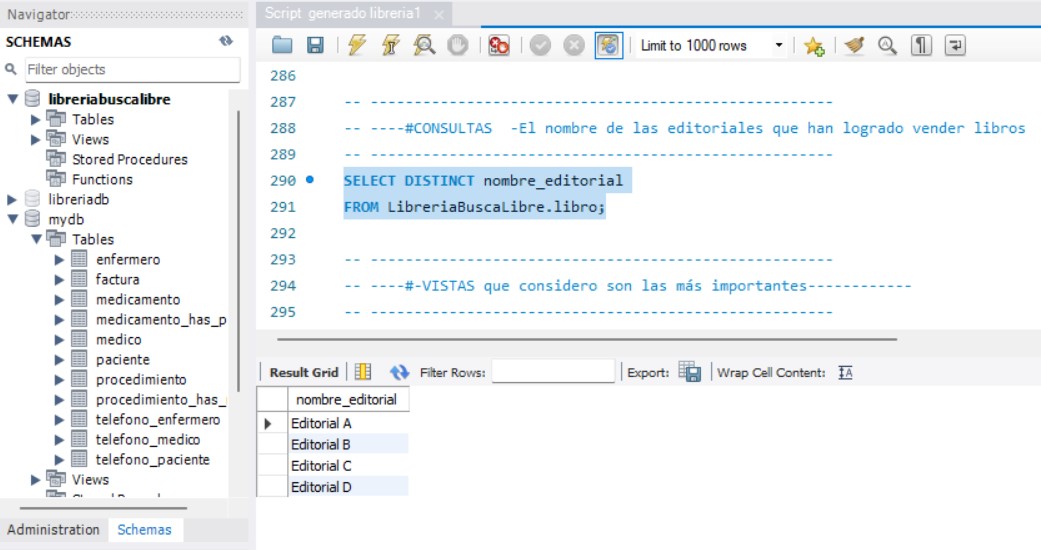 Navigator
SCHEMAS
Filter objects
libreriabuscalibre
Tables
Views
Stored Procedures
Functions
libreriadb
mydb
Tables
enfermero
factura
medicamento
medicamento_has_p
medico
paciente
procedimiento
procedimiento_has_
telefono_enfermero
telefono_medico
telefono_paciente
Views
Administration Schemas
Script generado libreria1
Limit to 1000 rows
286
287 -- ---------------------------------------------------
288 -- ----#CONSULTAS -El nombre de las editoriales que han logrado vender libros
289 -- ---------------------------------------------------
290 SELECT DISTINCT nombre_editorial
291 FROM LibreriaBuscaLibre.libro;
292
293 -- ---------------------------------------------------
294 -- ----#-VISTAS que considero son las más importantes------------
295 -- ---------------------------------------------------
Result Grid Filter Rows: Export: Wrap Cell Content:
nombre_editorial
Editorial A
Editorial B
Editorial C
Editorial D